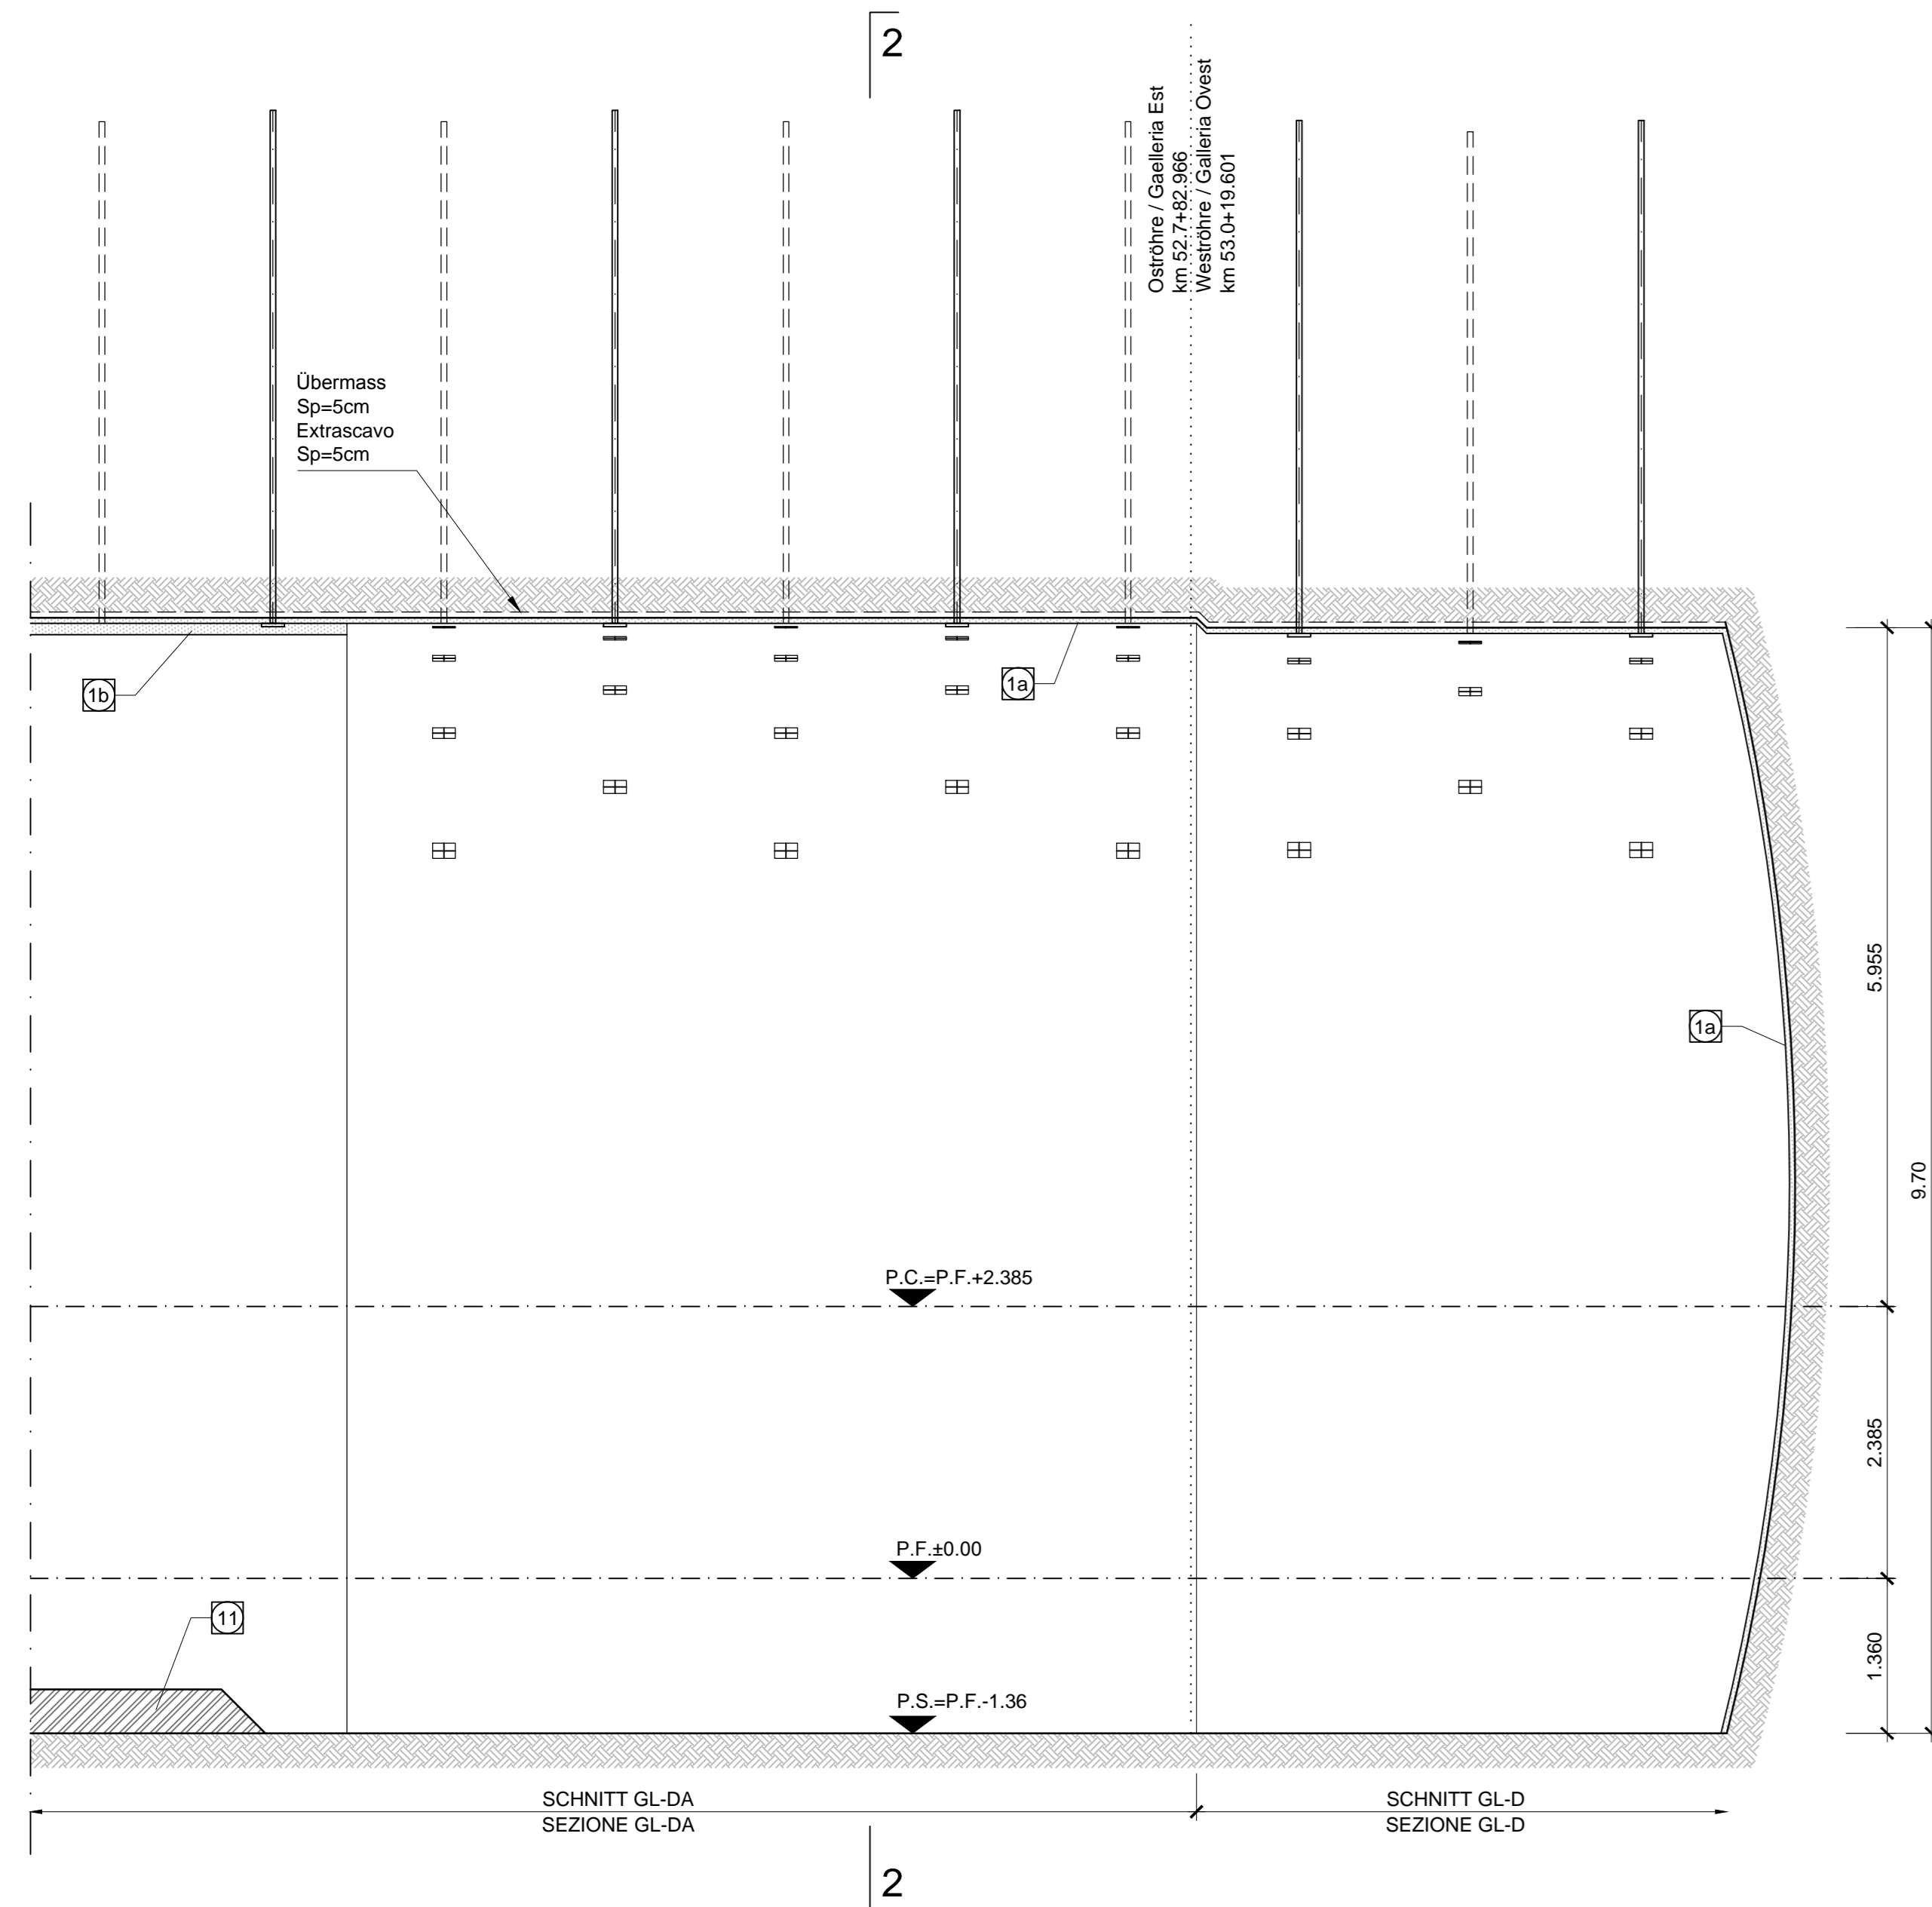 2
Oströhre / Gaelleria Est
km 52.7+82.966
Weströhre / Galleria Ovest
km 53.0+19.601
Übermass
Sp=5cm
Extrascavo
Sp=5cm
1b
1a
5.955
1a
9.70
P.C.=P.F.+2.385
2.385
P.F.±0.00
11
1.360
P.S.=P.F.-1.36
SCHNITT GL-DA
SEZIONE GL-DA
SCHNITT GL-D
SEZIONE GL-D
2